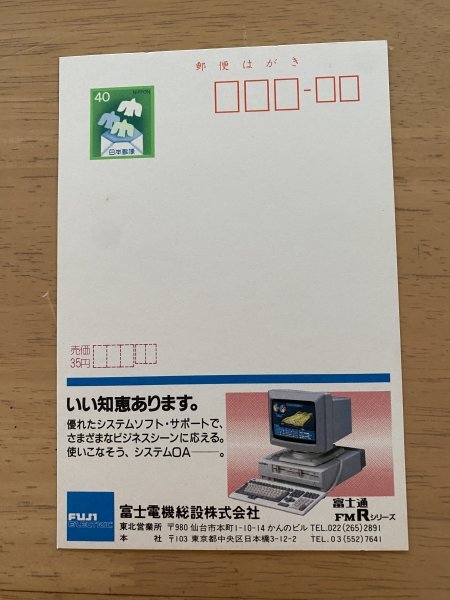 郵便はがき
40
NIPPON
日本郵便
売価
35円
いい知恵あります。
優れたシステムソフト・サポートで、
さまざまなビジネスシーンに応える。
使いこなそう、システムOA――。
富士通
FMRシリーズ
FUJI
ELECTRIC
富士電機総設株式会社
東北営業所 〒980 仙台市本町1-10-14 かんのビル TEL.022(265)2891
本 社 〒103 東京都中央区日本橋3-12-2 TEL.03(552)7641